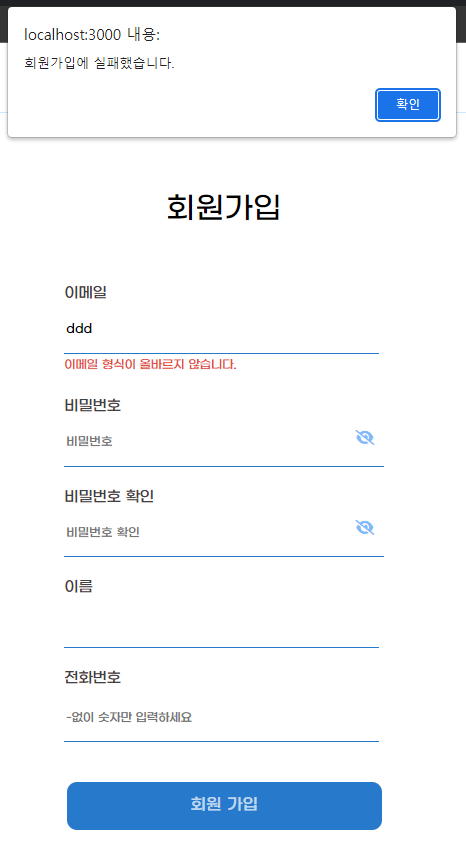 localhost:3000 내용:
회원가입에 실패했습니다.
확인
회원가입
이메일
ddd
이메일 형식이 올바르지 않습니다.
비밀번호
비밀번호
비밀번호 확인
비밀번호 확인
이름
전화번호
-없이 숫자만 입력하세요
회원 가입